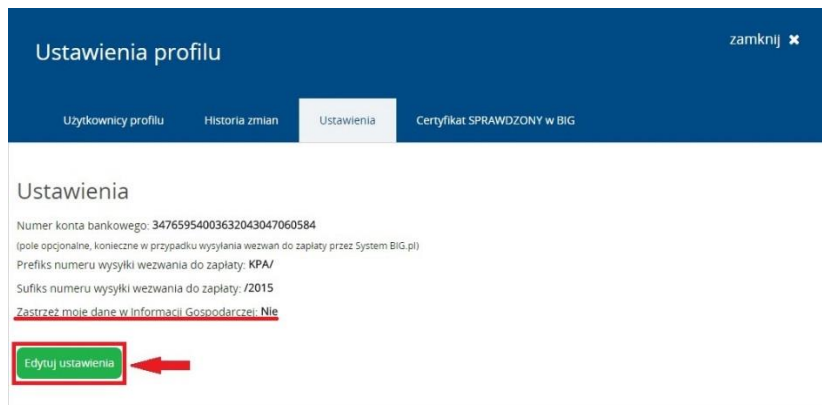 Ustawienia profilu
zamknij ✖
Użytkownicy profilu
Historia zmian
Ustawienia
Certyfikat SPRAWDZONY w BIG
Ustawienia
Numer konta bankowego: 34765954003632043047060584
(pole opcjonalne, konieczne w przypadku wysyłania wezwan do zapłaty przez System BIG.pl)
Prefiks numeru wysyłki wezwania do zapłaty: KPA/
Sufiks numeru wysyłki wezwania do zapłaty: /2015
Zastrzeż moje dane w Informacji Gospodarczej: Nie
Edytuj ustawienia